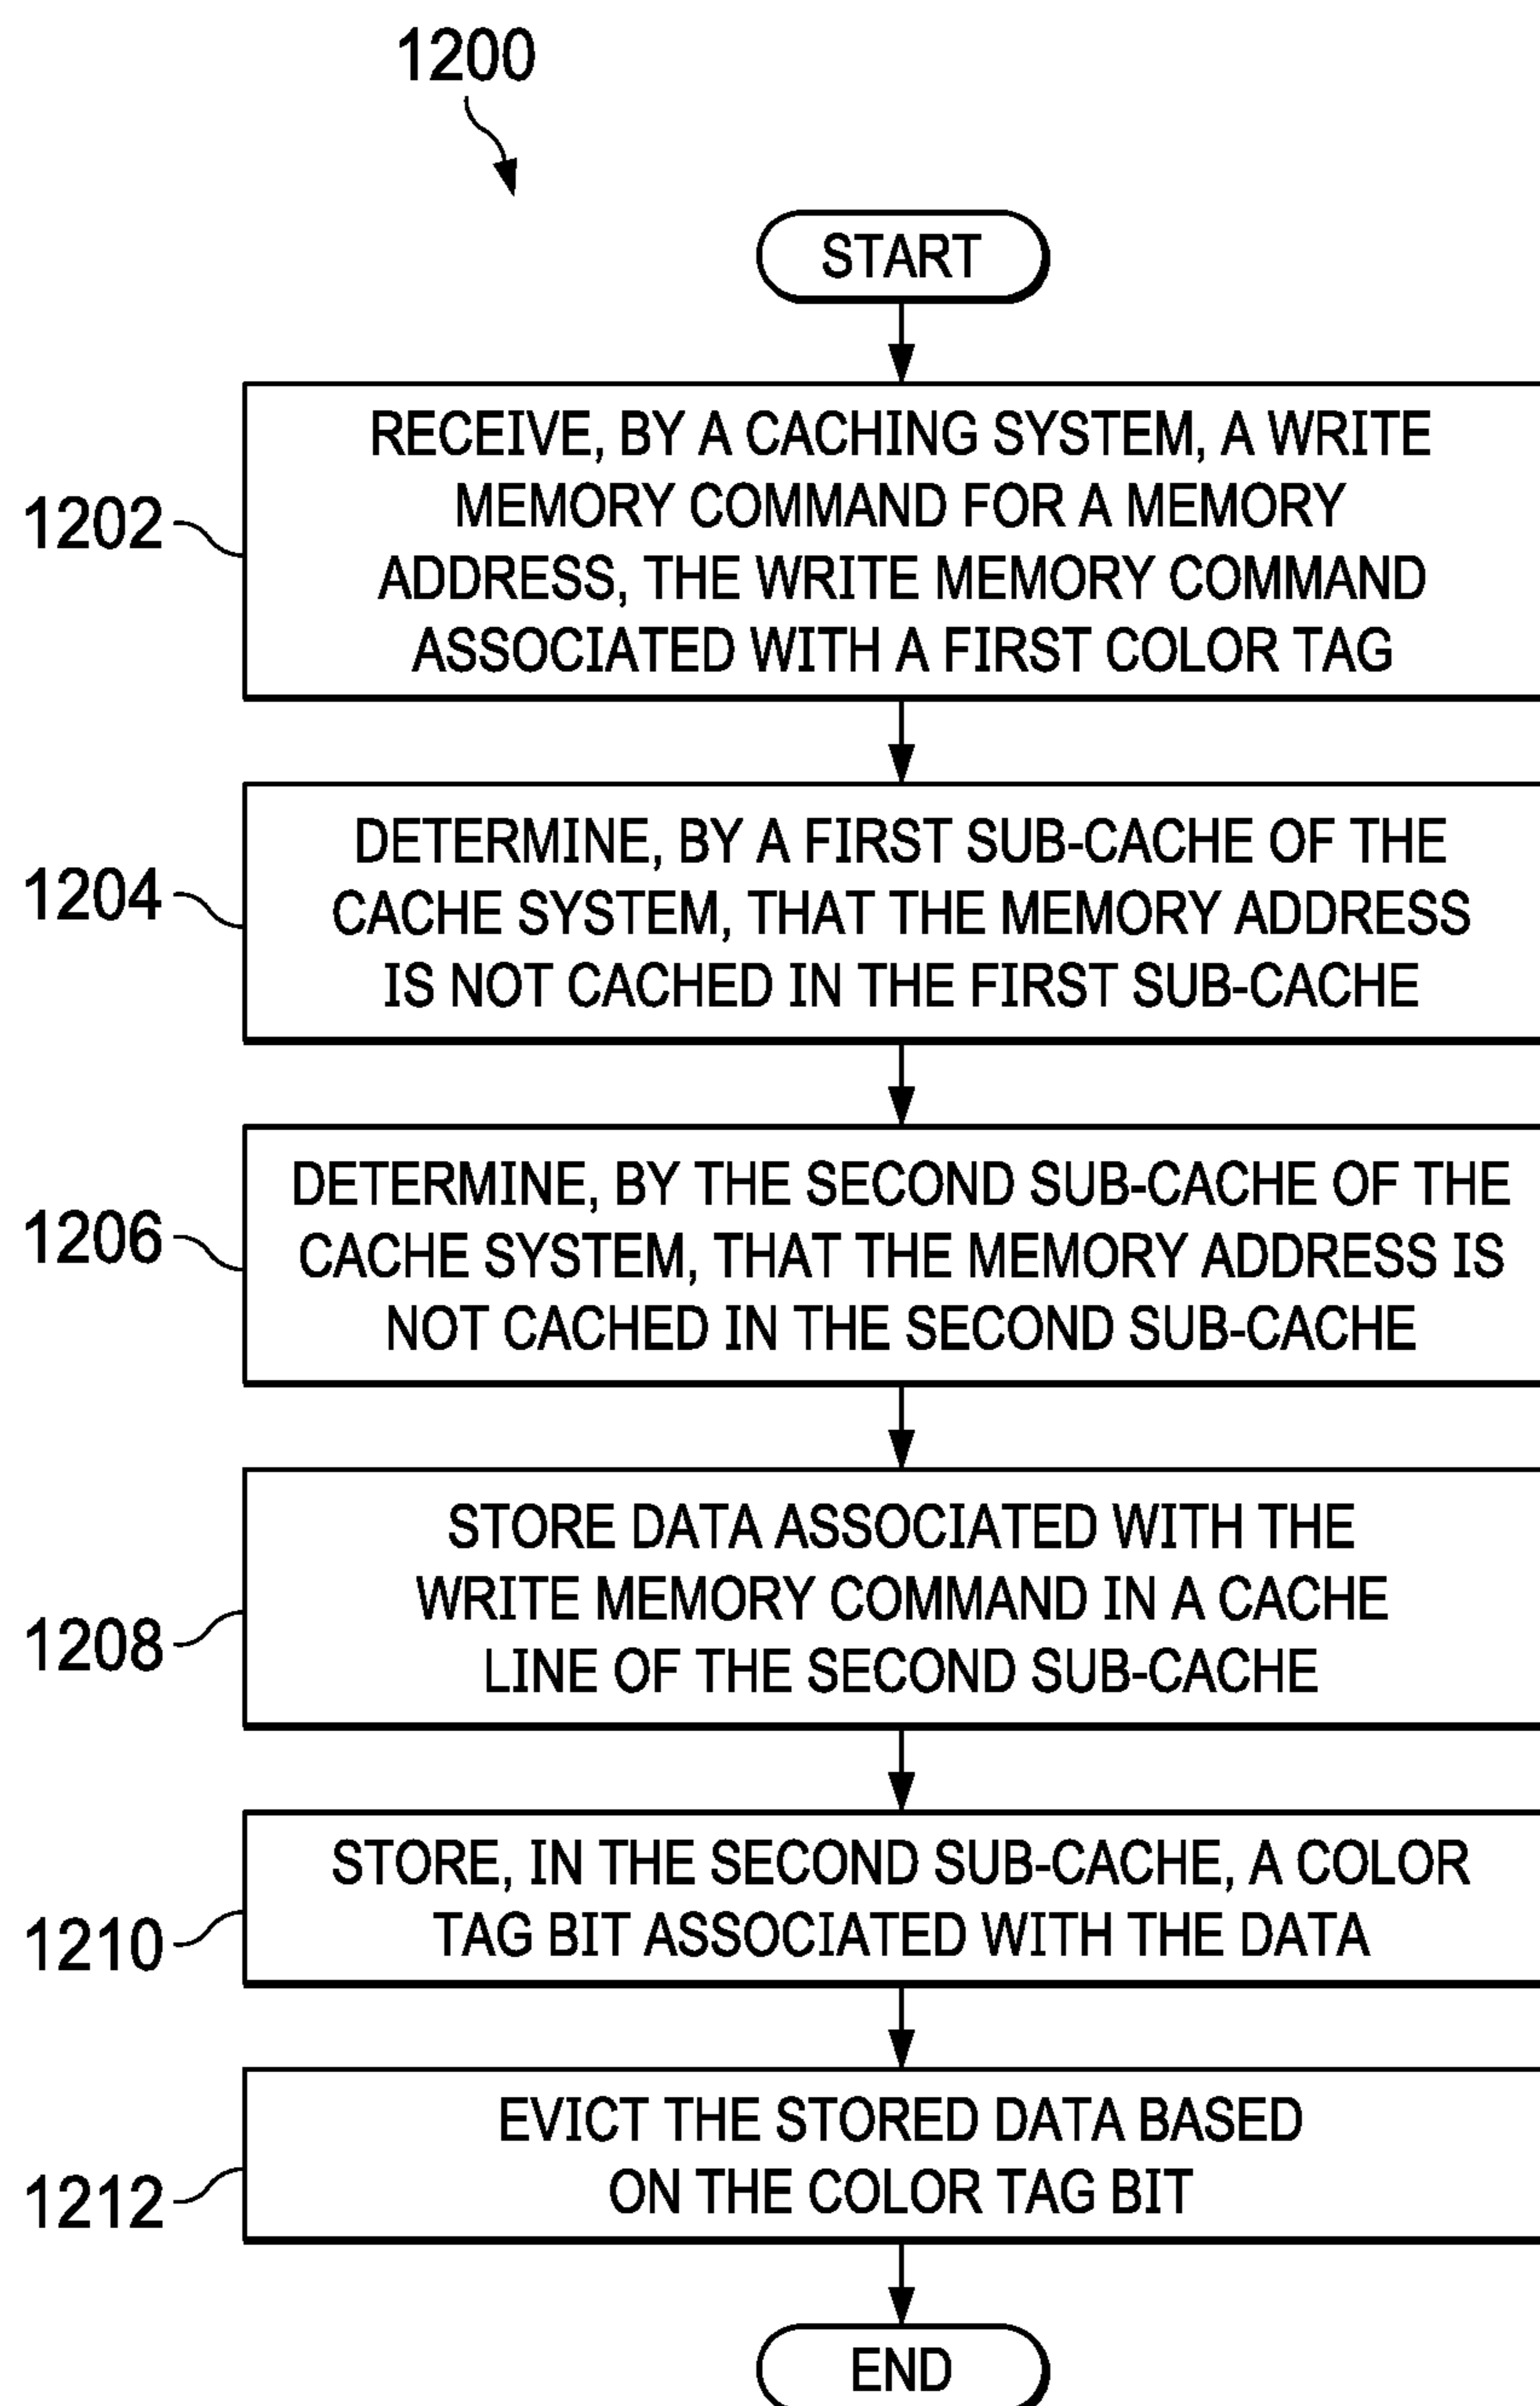 1200
START
RECEIVE, BY A CACHING SYSTEM, A WRITE
MEMORY COMMAND FOR A MEMORY
ADDRESS, THE WRITE MEMORY COMMAND
ASSOCIATED WITH A FIRST COLOR TAG
1202
DETERMINE, BY A FIRST SUB-CACHE OF THE
CACHE SYSTEM, THAT THE MEMORY ADDRESS
IS NOT CACHED IN THE FIRST SUB-CACHE
1204
DETERMINE, BY THE SECOND SUB-CACHE OF THE
CACHE SYSTEM, THAT THE MEMORY ADDRESS IS
NOT CACHED IN THE SECOND SUB-CACHE
1206
STORE DATA ASSOCIATED WITH THE
WRITE MEMORY COMMAND IN A CACHE
LINE OF THE SECOND SUB-CACHE
1208
STORE, IN THE SECOND SUB-CACHE, A COLOR
TAG BIT ASSOCIATED WITH THE DATA
1210
EVICT THE STORED DATA BASED
ON THE COLOR TAG BIT
1212
END